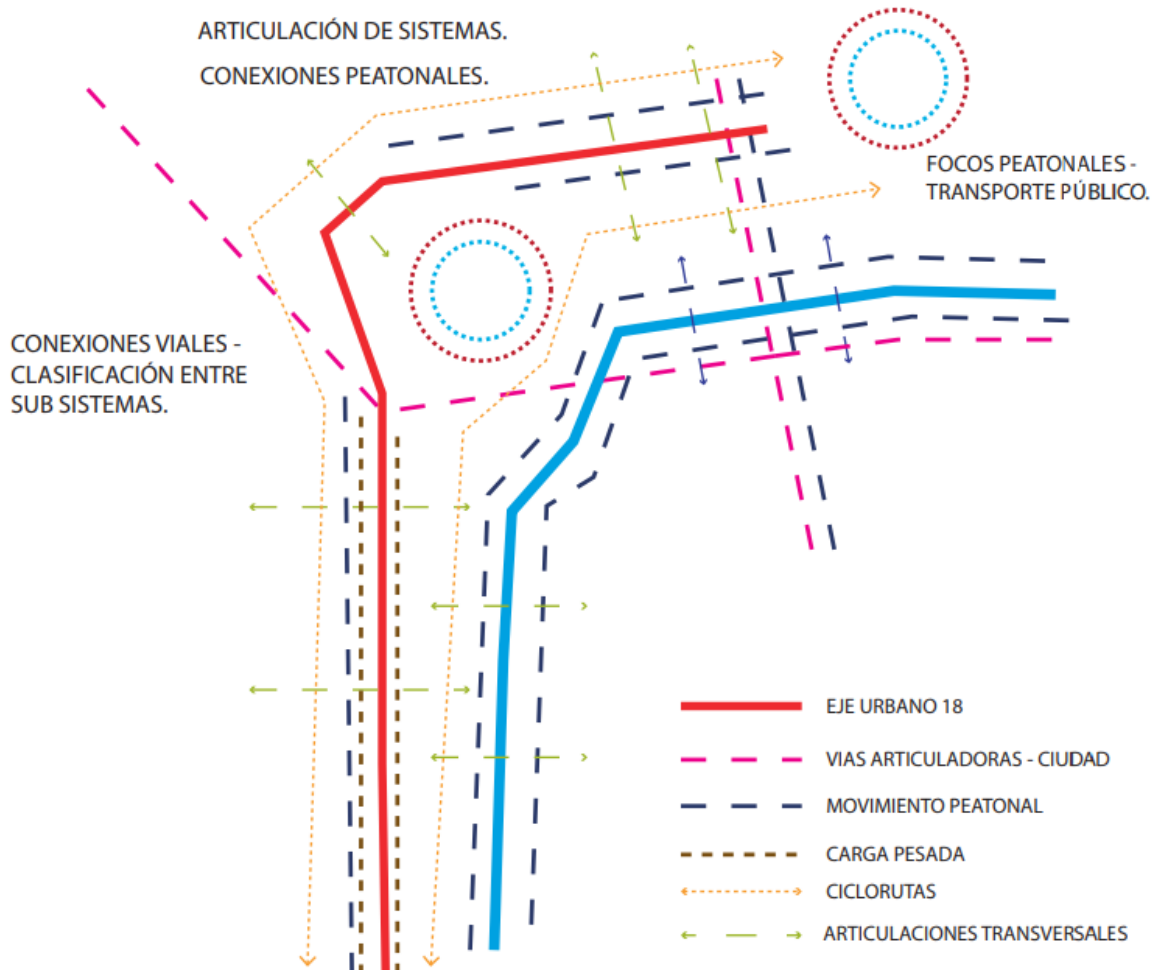 ARTICULACIÓN DE SISTEMAS.
CONEXIONES PEATONALES.
FOCOS PEATONALES -
TRANSPORTE PÚBLICO.
CONEXIONES VIALES -
CLASIFICACIÓN ENTRE
SUB SISTEMAS.
EJE URBANO 18
VIAS ARTICULADORAS - CIUDAD
MOVIMIENTO PEATONAL
CARGA PESADA
CICLORUTAS
ARTICULACIONES TRANSVERSALES